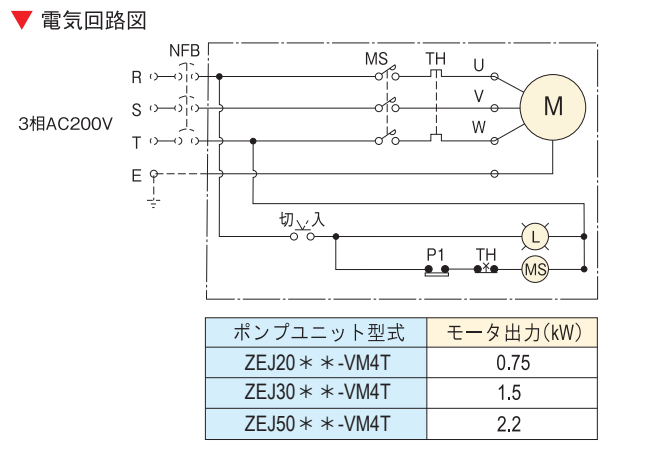 ▼ 電気回路図
NFB
MS
TH
U
R
S
V
M
3相AC200V
W
T
E
切 入
L
P1
TH
MS
ポンプユニット型式 モータ出力(kW)
ZEJ20＊＊-VM4T 0.75
ZEJ30＊＊-VM4T 1.5
ZEJ50＊＊-VM4T 2.2